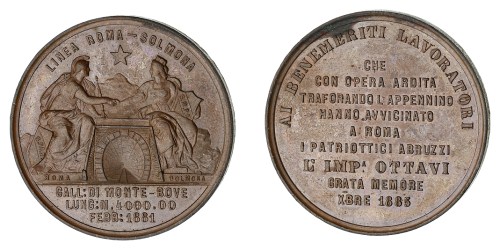 LINEA ROMA-SOLMONA
ROMA
SOLMONA
GALL: DI MONTE-BOVE
LUNG: M. 4000.00
FEBB: 1881
AI BENEMERITI LAVORATORI
CHE
CON OPERA ARDITA
TRAFORANDO L'APPENNINO
HANNO AVVICINATO
A ROMA
I PATRIOTTICI ABRUZZI
L'IMP.A OTTAVI
GRATA MEMORE
XBRE 1885